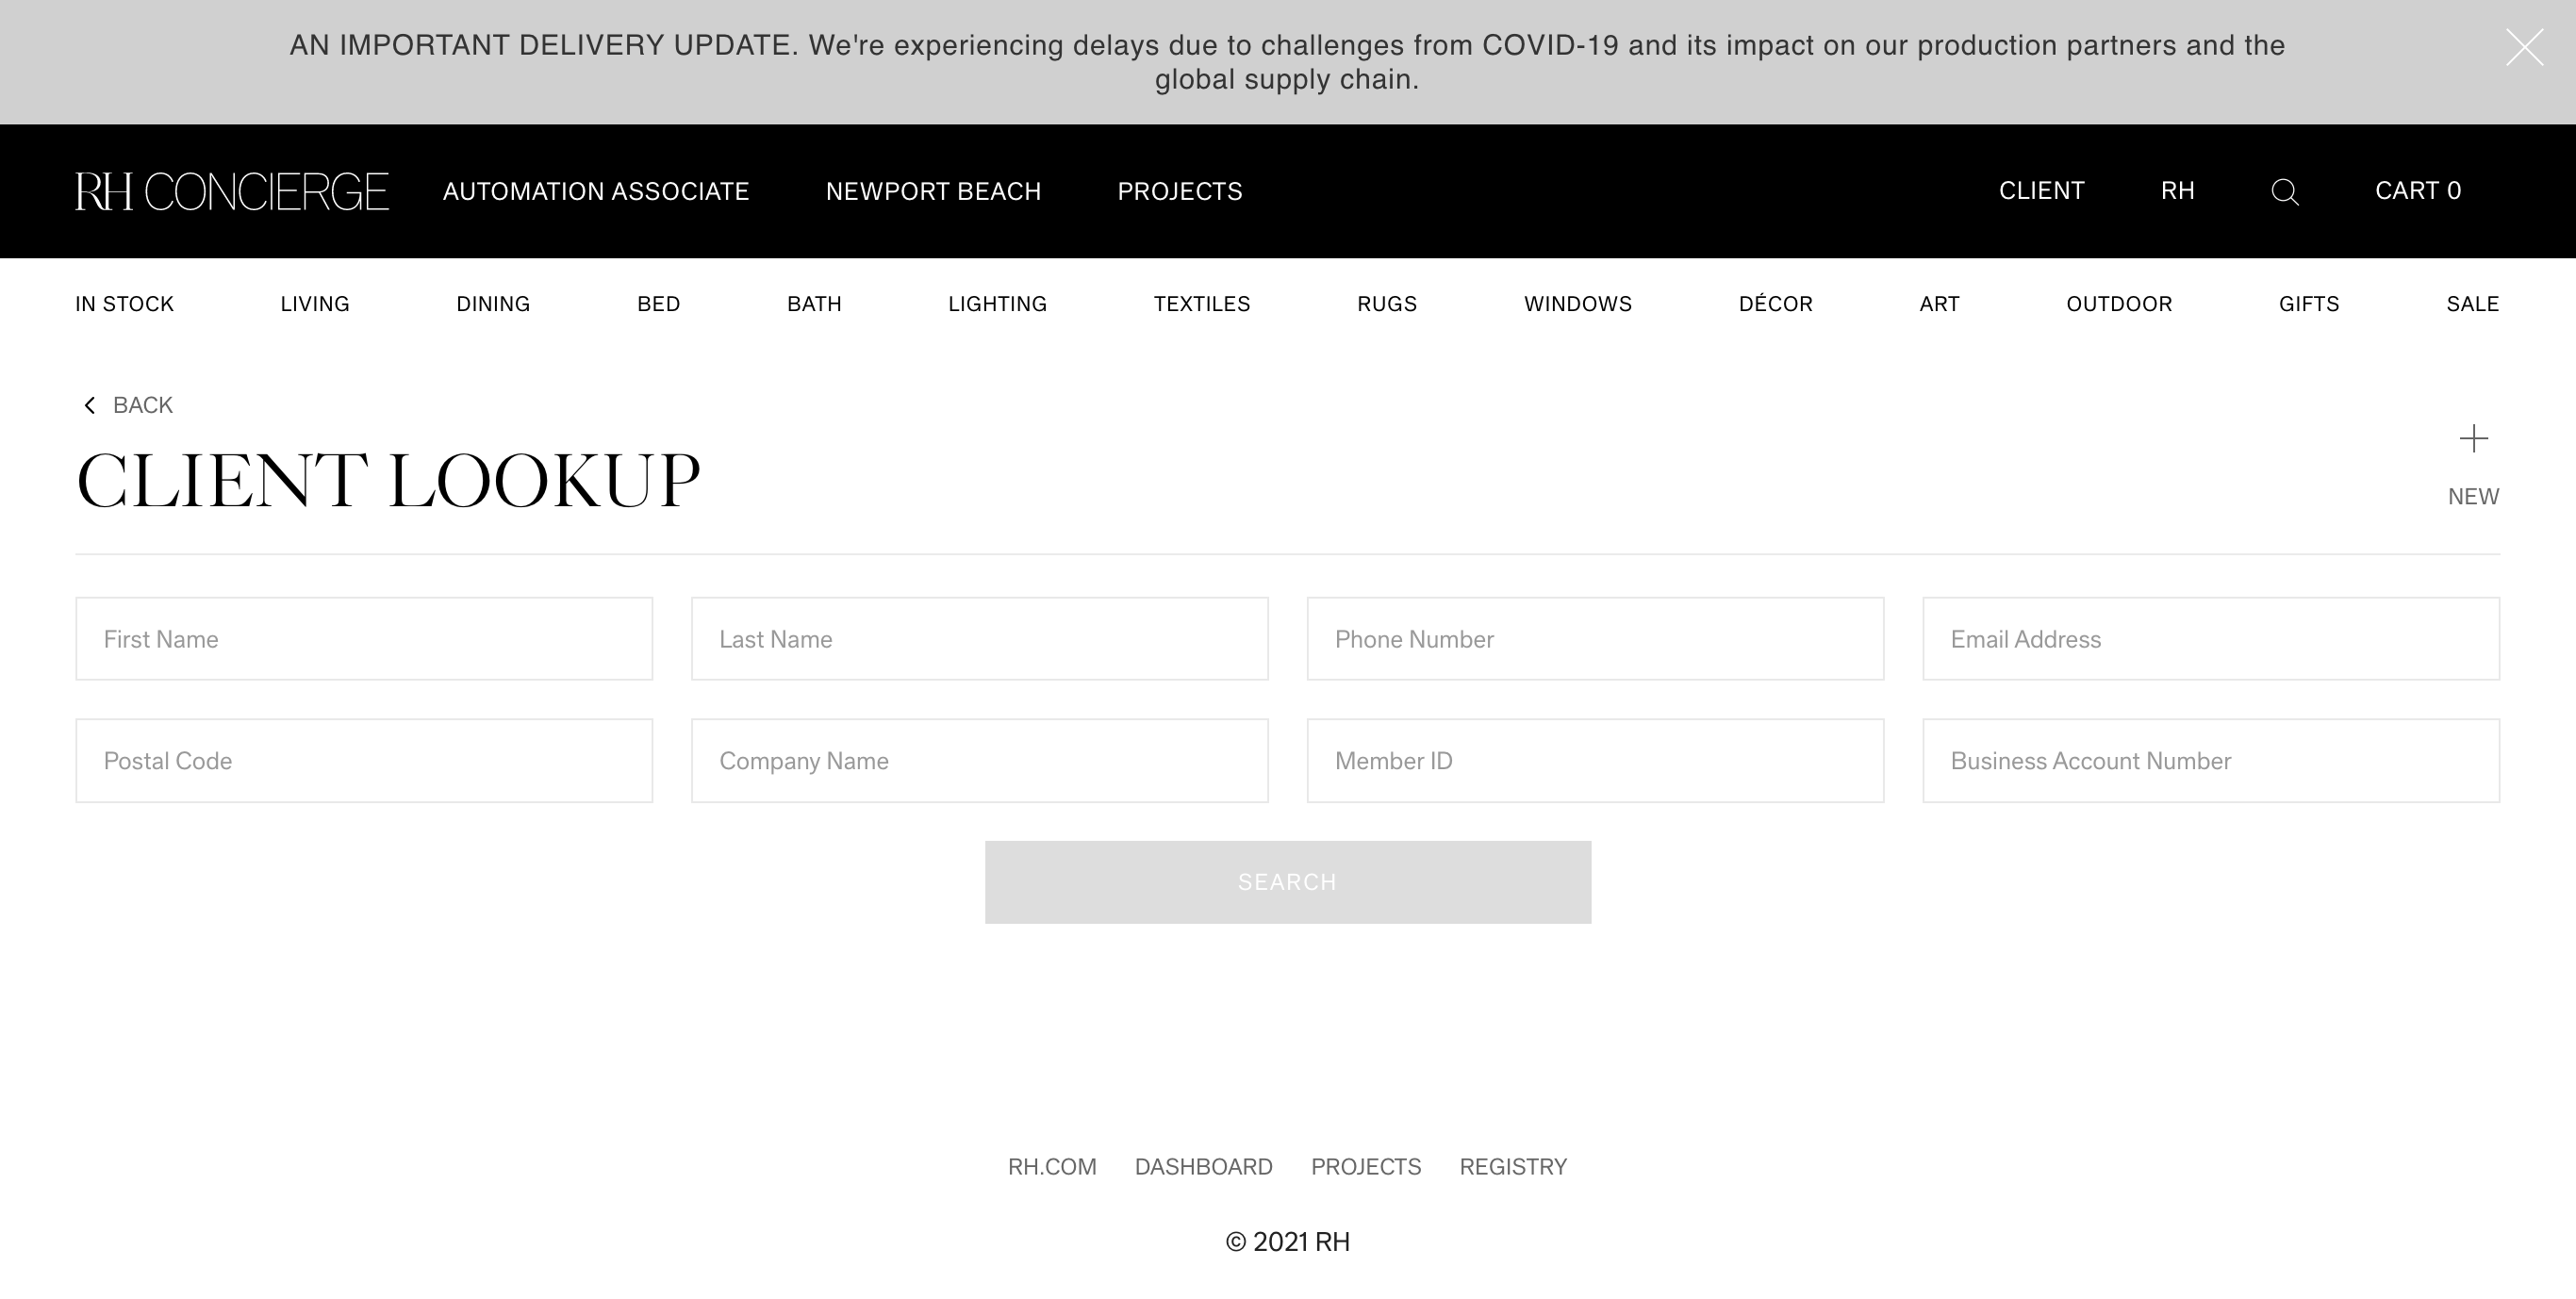 AN IMPORTANT DELIVERY UPDATE. We're experiencing delays due to challenges from COVID-19 and its impact on our production partners and the
global supply chain.
RH CONCIERGE AUTOMATION ASSOCIATE NEWPORT BEACH PROJECTS CLIENT RH CART 0
IN STOCK LIVING DINING BED BATH LIGHTING TEXTILES RUGS WINDOWS DÉCOR ART OUTDOOR GIFTS SALE
BACK
CLIENT LOOKUP
NEW
First Name Last Name Phone Number Email Address
Postal Code Company Name Member ID Business Account Number
SEARCH
RH.COM DASHBOARD PROJECTS REGISTRY
© 2021 RH